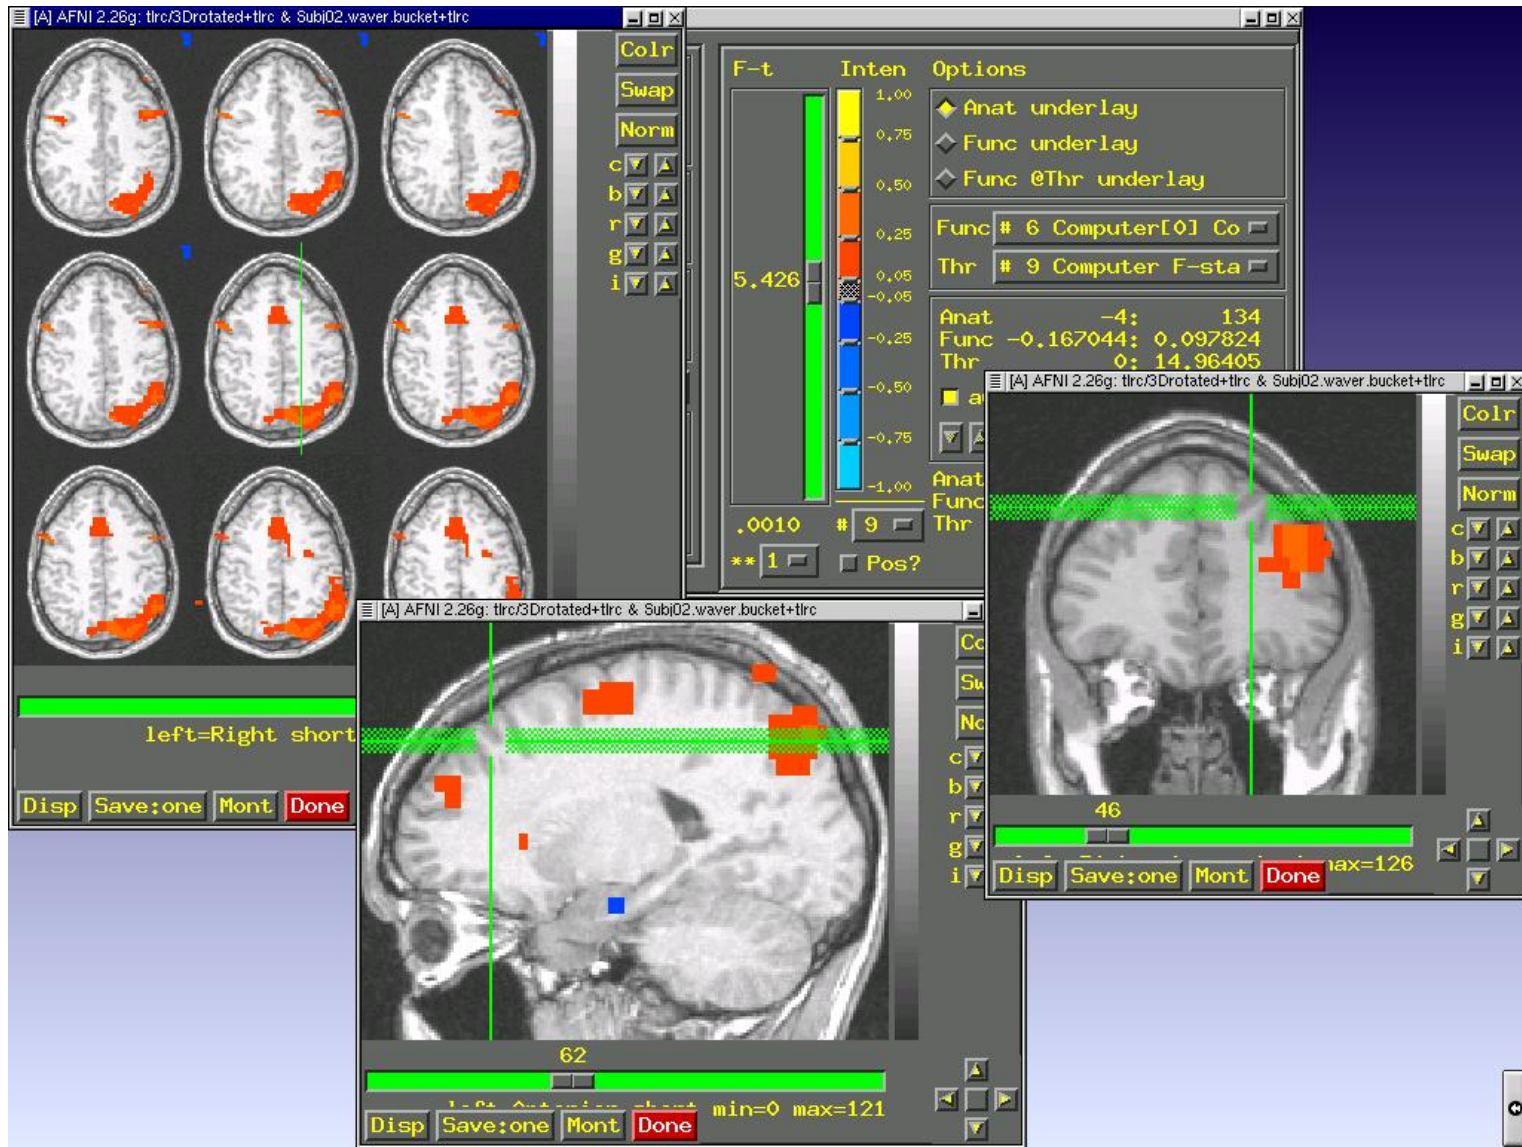 [A] AFNI 2.26g: tlrc/3Drotated+tlrc & Subj02.waver.bucket+tlrc
Colr
Swap
Norm
c
b
r
g
i
left=Right short
Disp Save:one Mont Done
F-t Inten Options
1.00
0.75
0.50
0.25
0.05
-0.05
-0.25
-0.50
-0.75
-1.00
5.426
.0010 # 9
** 1 Pos?
Anat underlay
Func underlay
Func @Thr underlay
Func # 6 Computer[0] Co
Thr # 9 Computer F-sta
Anat -4: 134
Func -0.167044: 0.097824
Thr 0: 14.96405
Anat
Func
Thr
[A] AFNI 2.26g: tlrc/3Drotated+tlrc & Subj02.waver.bucket+tlrc
Colr
Swap
Norm
c
b
r
g
i
46
max=126
Disp Save:one Mont Done
[A] AFNI 2.26g: tlrc/3Drotated+tlrc & Subj02.waver.bucket+tlrc
c
b
r
g
i
62
min=0 max=121
Disp Save:one Mont Done